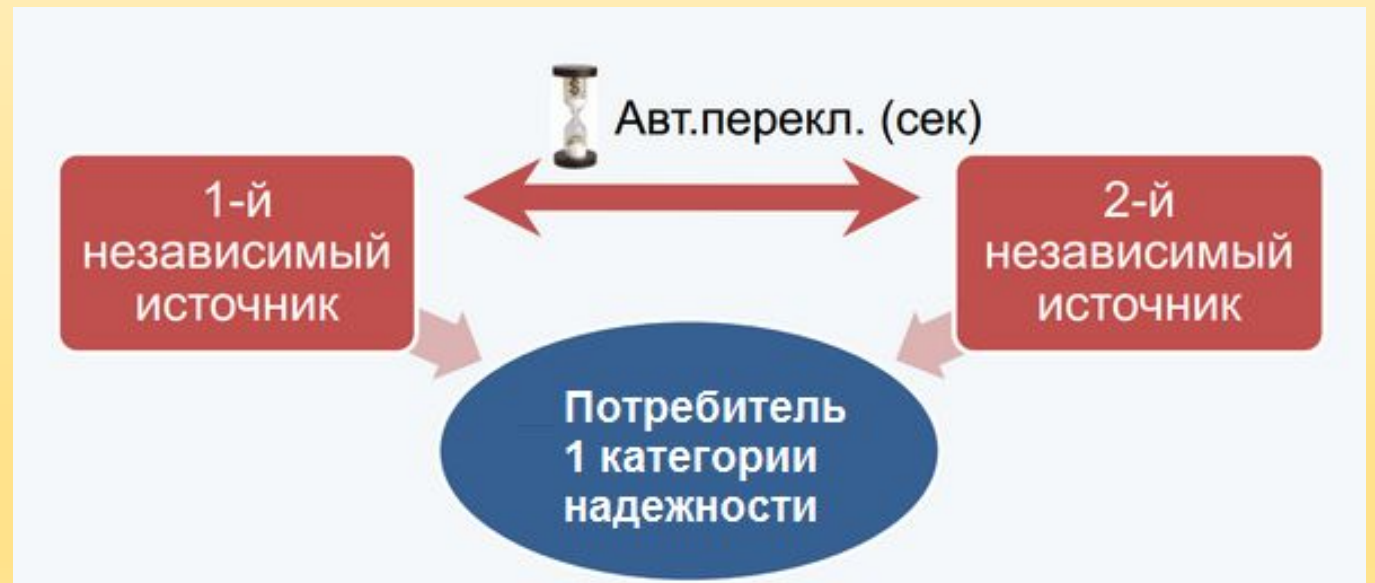 Авт.перекл. (сек)
1-й
независимый
источник
2-й
независимый
источник
Потребитель
1 категории
надежности